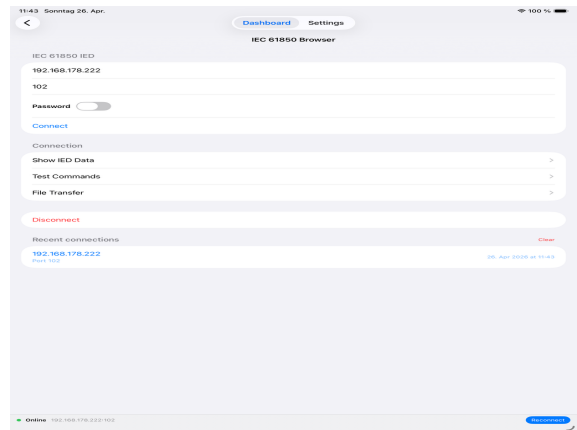 11:43 Sonntag 26. Apr.
100 %
Dashboard Settings
IEC 61850 Browser
IEC 61850 IED
192.168.178.222
102
Password
Connect
Connection
Show IED Data
Test Commands
File Transfer
Disconnect
Recent connections Clear
192.168.178.222
Port 102
26. Apr 2026 at 11:43
Online 192.168.178.222:102 Reconnect